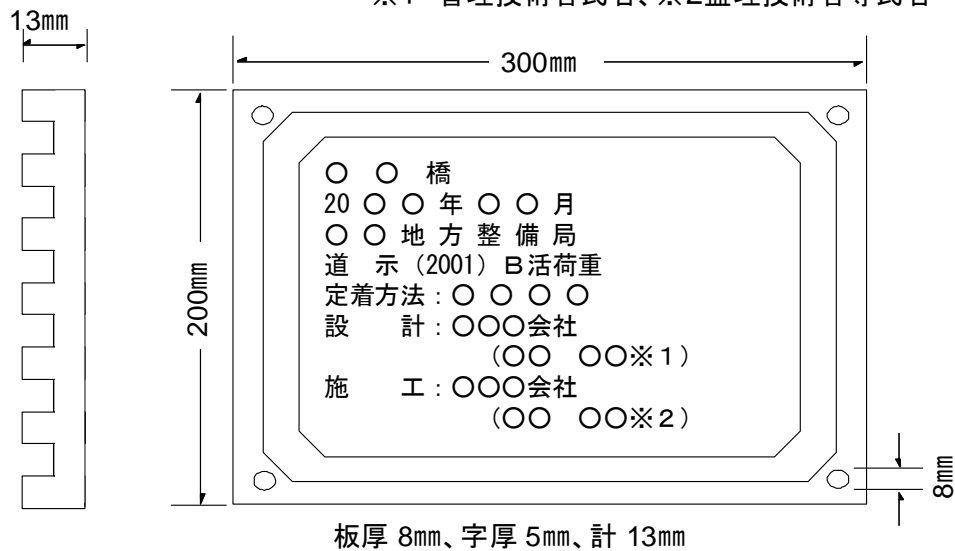 ※1 管理技術者氏名、※2監理技術者等氏名
13㎜
300㎜
○ ○ 橋
20 ○ ○ 年 ○ ○ 月
○ ○ 地 方 整 備 局
道 示 (2001) B活荷重
定着方法：○ ○ ○ ○
設 計：○○○会社
(○○ ○○※1)
施 工：○○○会社
(○○ ○○※2)
200㎜
8㎜
板厚 8㎜、字厚 5㎜、計 13㎜